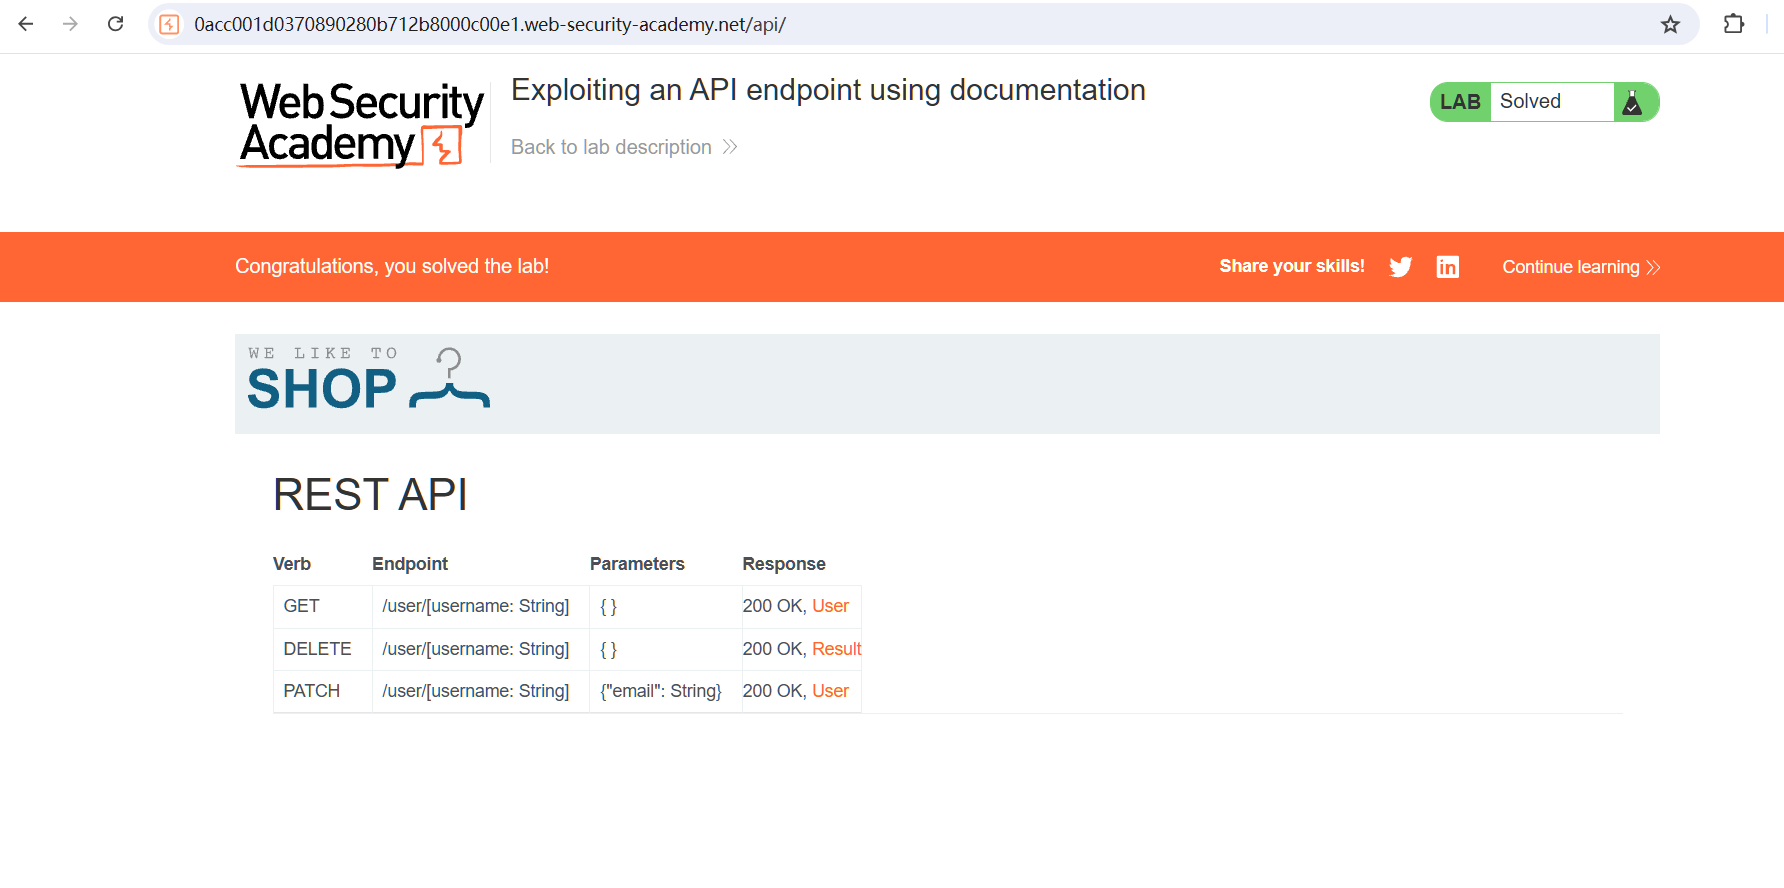 0acc001d0370890280b712b8000c00e1.web-security-academy.net/api/
Web Security
Academy
Exploiting an API endpoint using documentation
Back to lab description
LAB Solved
Congratulations, you solved the lab!
Share your skills!
Continue learning
WE LIKE TO
SHOP
REST API
Verb Endpoint Parameters Response
GET /user/[username: String] { } 200 OK, User
DELETE /user/[username: String] { } 200 OK, Result
PATCH /user/[username: String] {"email": String} 200 OK, User